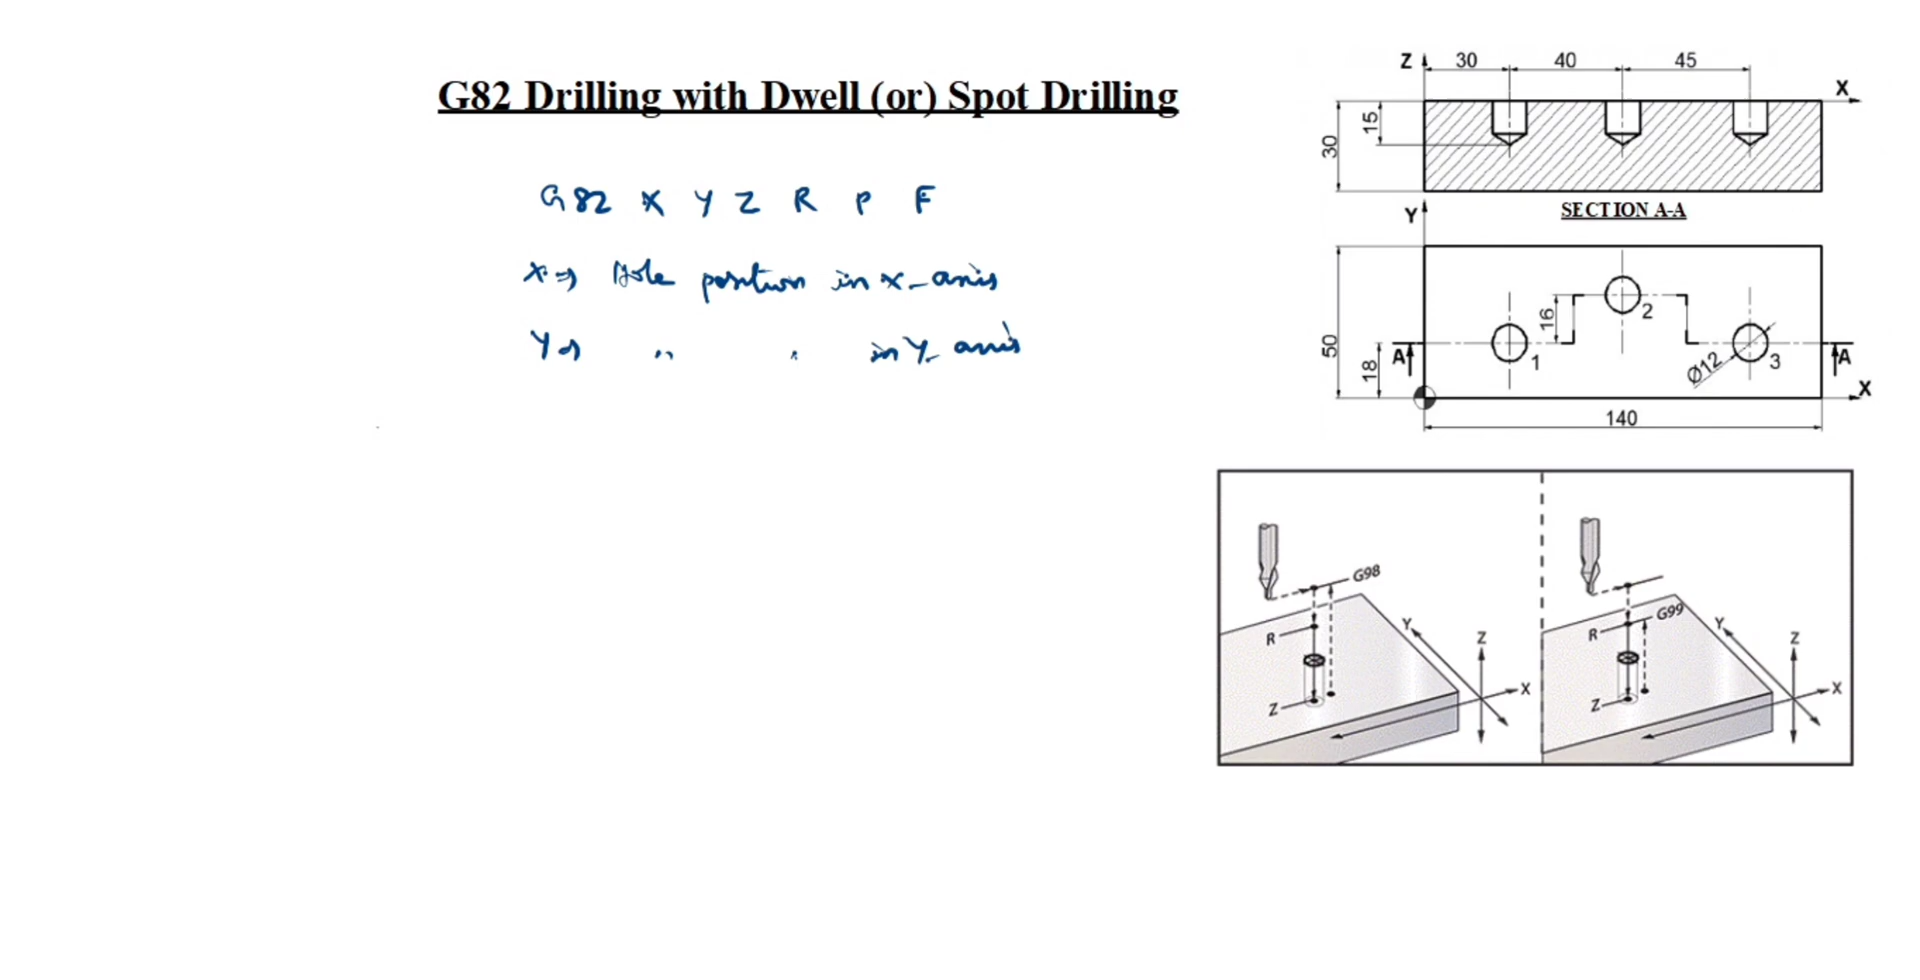 G82 Drilling with Dwell (or) Spot Drilling
G82 X Y Z R P F
X⇒ Hole position in x-axis
Y⇒ " " in Y-axis
Z 30 40 45 X
30 15
SECTION A-A
Y
50 18 16
A 1 2 3 A
Ø12
X
140
G98
R
Z
Y Z X
G99
R
Z
Y Z X